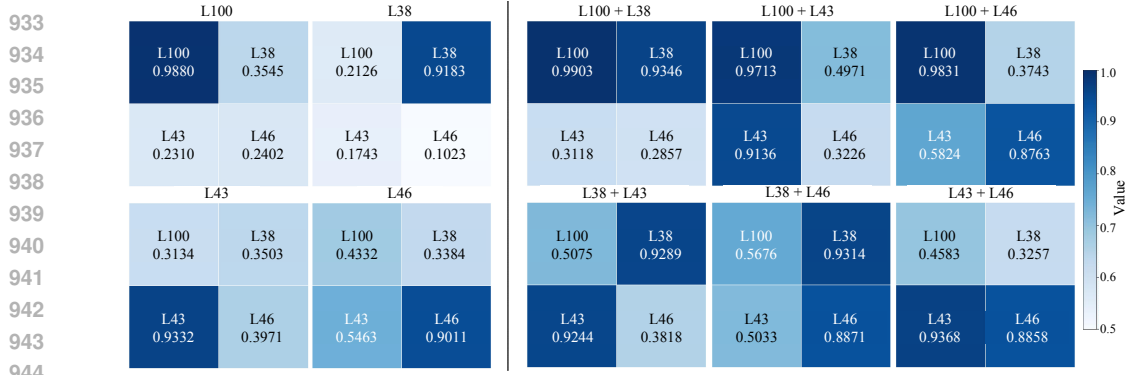 933
934
935
936
937
938
939
940
941
942
943
944
L100 L38
L100 L38 L100 L38
0.9880 0.3545 0.2126 0.9183
L43 L46 L43 L46
0.2310 0.2402 0.1743 0.1023
L43 L46
L100 L38 L100 L38
0.3134 0.3503 0.4332 0.3384
L43 L46 L43 L46
0.9332 0.3971 0.5463 0.9011
L100 + L38 L100 + L43 L100 + L46
L100 L38 L100 L38 L100 L38
0.9903 0.9346 0.9713 0.4971 0.9831 0.3743
L43 L46 L43 L46 L43 L46
0.3118 0.2857 0.9136 0.3226 0.5824 0.8763
L38 + L43 L38 + L46 L43 + L46
L100 L38 L100 L38 L100 L38
0.5075 0.9289 0.5676 0.9314 0.4583 0.3257
L43 L46 L43 L46 L43 L46
0.9244 0.3818 0.5033 0.8871 0.9368 0.8858
1.0
0.9
0.8
0.7
0.6
0.5
Value